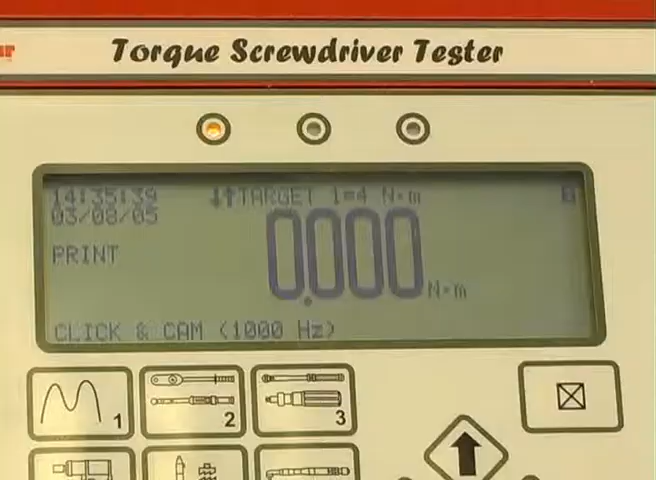 Torque Screwdriver Tester
14:35:39 ↓↑TARGET 1=4 N·m
03/08/05
0.000 N·m
PRINT
CLICK & CAM (1000 Hz)
1 2 3